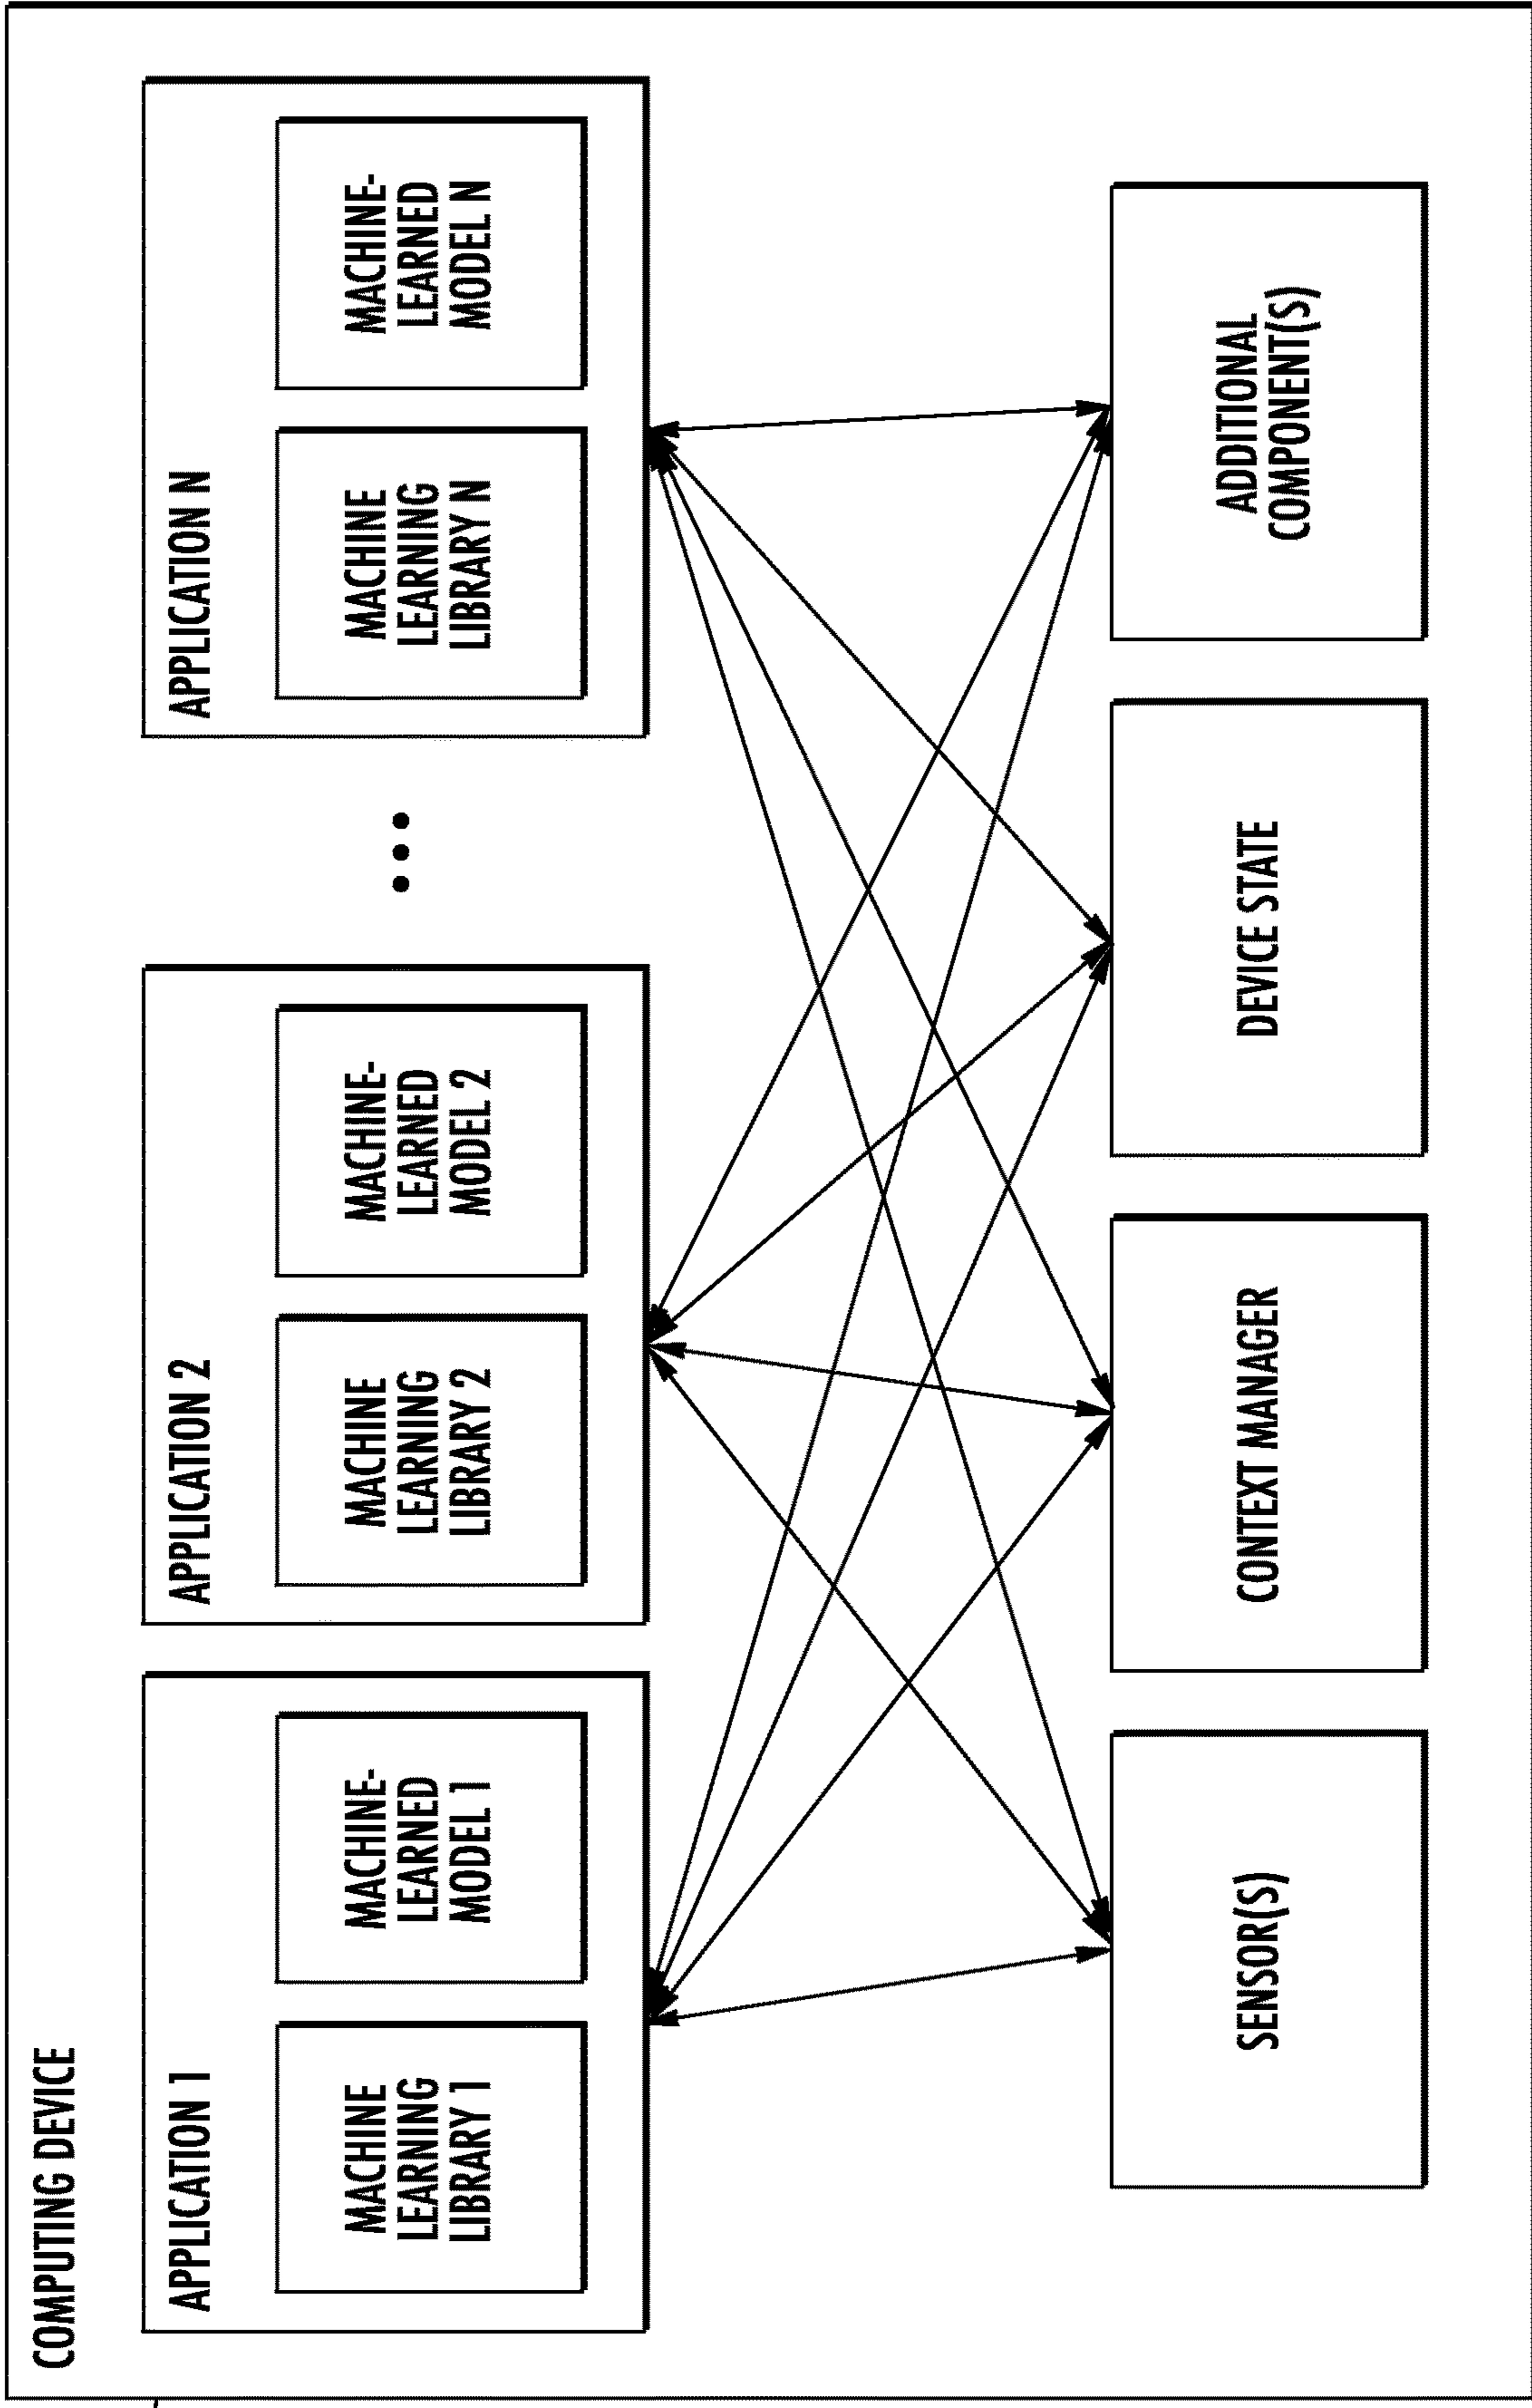 COMPUTING DEVICE
APPLICATION 1
MACHINE
LEARNING
LIBRARY 1
MACHINE-
LEARNED
MODEL 1
APPLICATION 2
MACHINE
LEARNING
LIBRARY 2
MACHINE-
LEARNED
MODEL 2
APPLICATION N
MACHINE
LEARNING
LIBRARY N
MACHINE-
LEARNED
MODEL N
SENSOR(S)
CONTEXT MANAGER
DEVICE STATE
ADDITIONAL
COMPONENT(S)